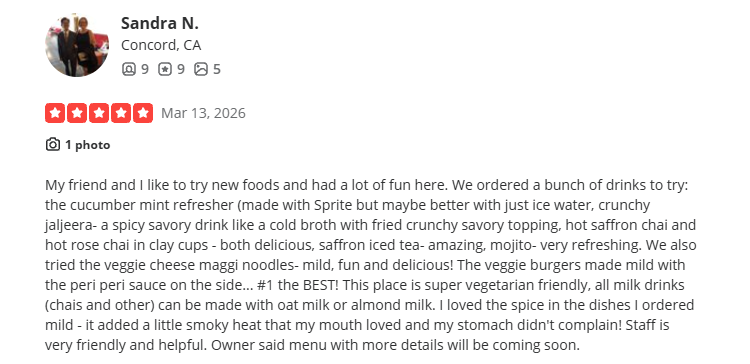 Sandra N.
Concord, CA
9 9 5
Mar 13, 2026
1 photo
My friend and I like to try new foods and had a lot of fun here. We ordered a bunch of drinks to try:
the cucumber mint refresher (made with Sprite but maybe better with just ice water, crunchy
jaljeera- a spicy savory drink like a cold broth with fried crunchy savory topping, hot saffron chai and
hot rose chai in clay cups - both delicious, saffron iced tea- amazing, mojito- very refreshing. We also
tried the veggie cheese maggi noodles- mild, fun and delicious! The veggie burgers made mild with
the peri peri sauce on the side... #1 the BEST! This place is super vegetarian friendly, all milk drinks
(chais and other) can be made with oat milk or almond milk. I loved the spice in the dishes I ordered
mild - it added a little smoky heat that my mouth loved and my stomach didn't complain! Staff is
very friendly and helpful. Owner said menu with more details will be coming soon.